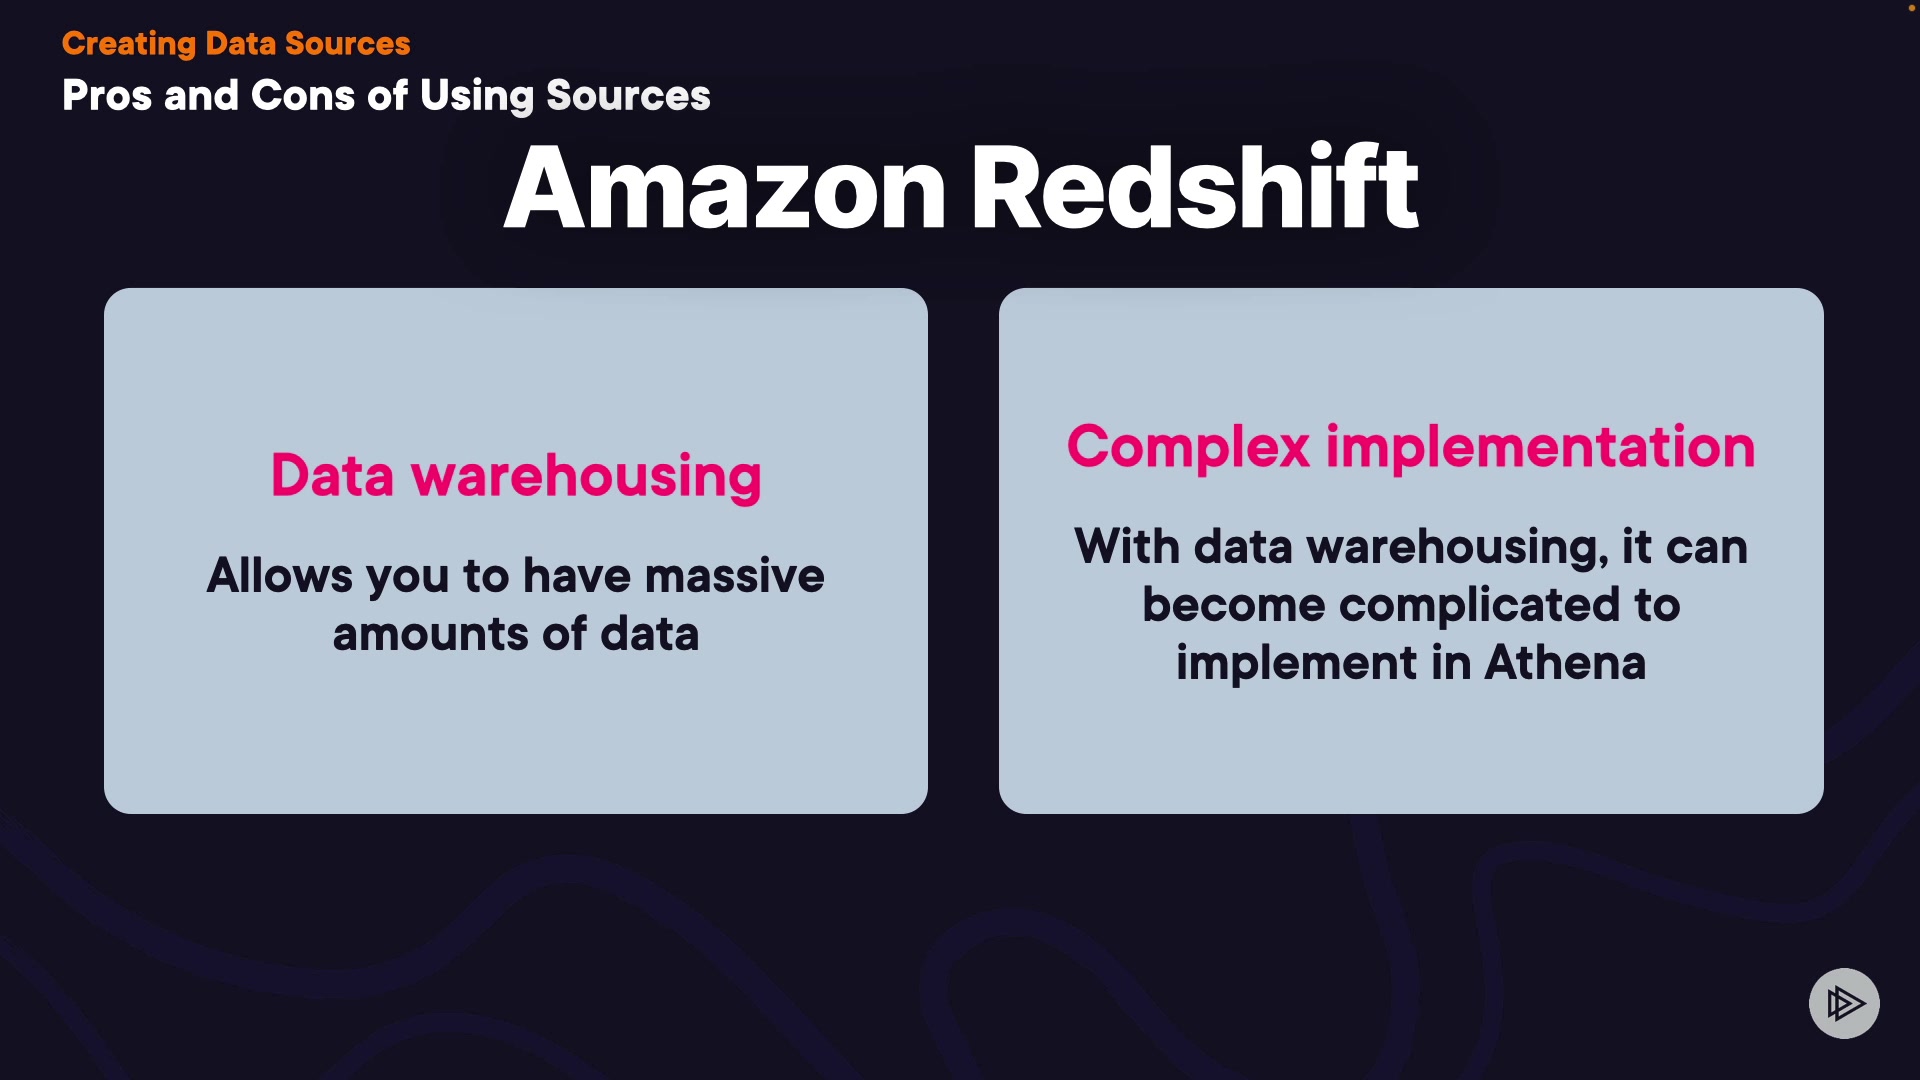 Creating Data Sources
Pros and Cons of Using Sources
Amazon Redshift
Data warehousing
Allows you to have massive
amounts of data
Complex implementation
With data warehousing, it can
become complicated to
implement in Athena